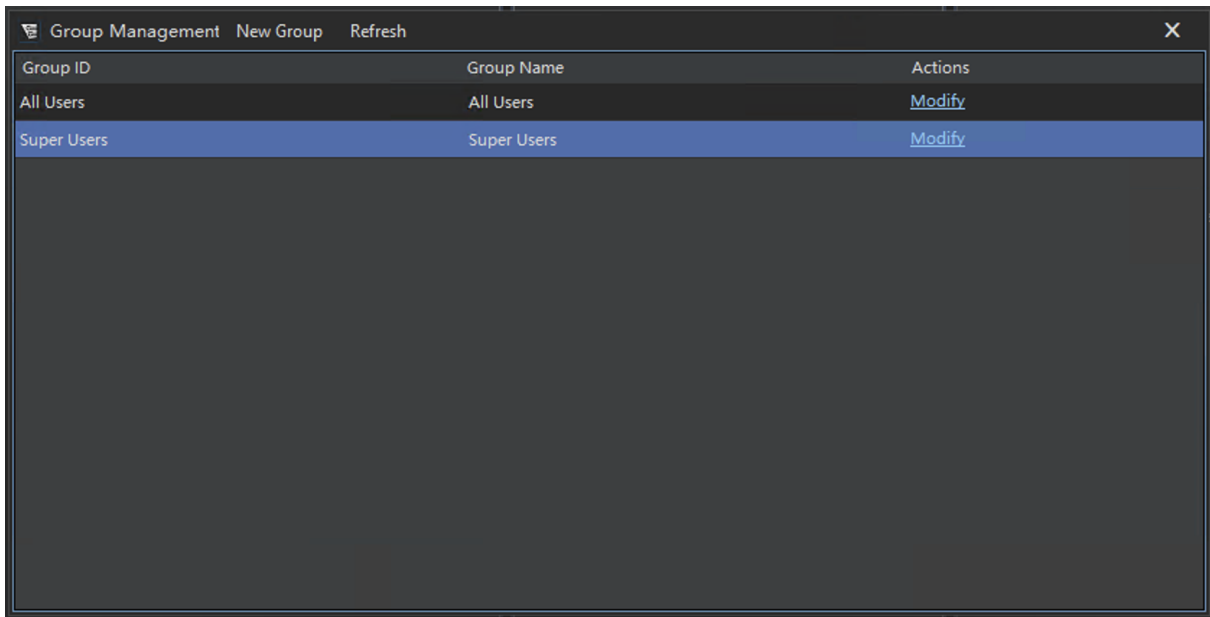 Group Management New Group Refresh X
Group ID Group Name Actions
All Users All Users Modify
Super Users Super Users Modify